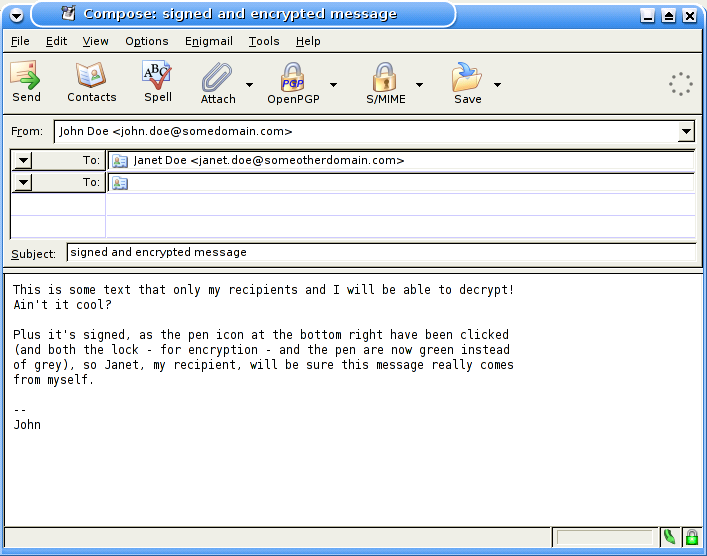 Compose: signed and encrypted message
File Edit View Options Enigmail Tools Help
Send Contacts Spell Attach OpenPGP S/MIME Save
From: John Doe <john.doe@somedomain.com>
To: Janet Doe <janet.doe@someotherdomain.com>
To:
Subject: signed and encrypted message
This is some text that only my recipients and I will be able to decrypt!
Ain't it cool?
Plus it's signed, as the pen icon at the bottom right have been clicked
(and both the lock - for encryption - and the pen are now green instead
of grey), so Janet, my recipient, will be sure this message really comes
from myself.
--
John